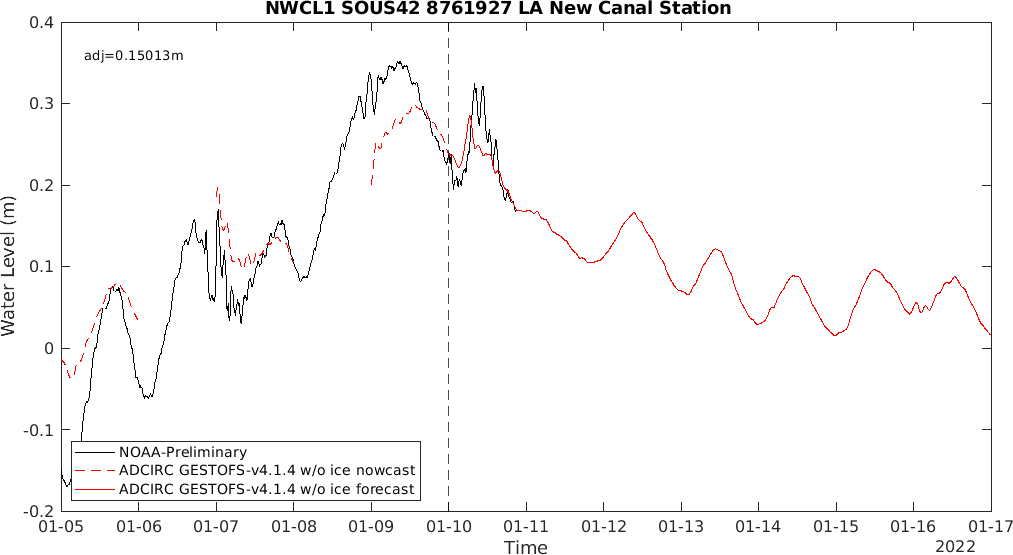 NWCL1 SOUS42 8761927 LA New Canal Station
0.4
adj=0.15013m
0.3
0.2
0.1
0
-0.1
-0.2
Water Level (m)
NOAA-Preliminary
ADCIRC GESTOFS-v4.1.4 w/o ice nowcast
ADCIRC GESTOFS-v4.1.4 w/o ice forecast
01-05 01-06 01-07 01-08 01-09 01-10 01-11 01-12 01-13 01-14 01-15 01-16 01-17
Time
2022